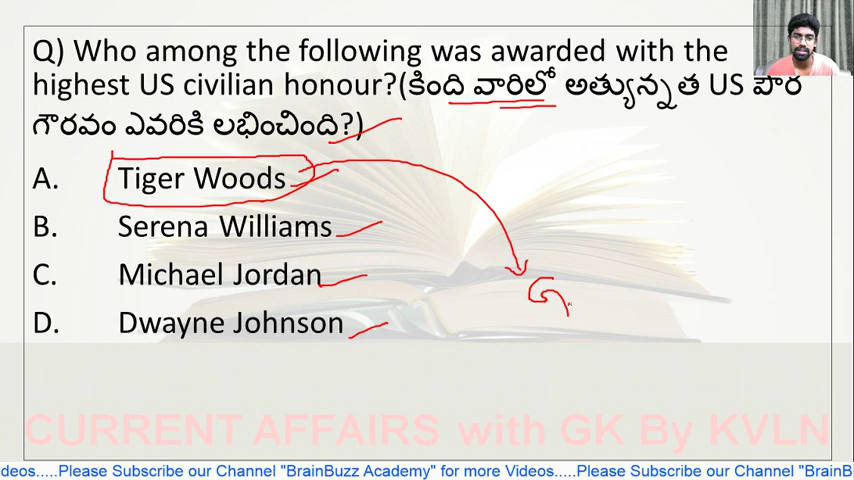 Q) Who among the following was awarded with the
highest US civilian honour?(కింది వారిలో అత్యున్నత US పౌర
గౌరవం ఎవరికి లభించింది?)
A. Tiger Woods
B. Serena Williams
C. Michael Jordan
D. Dwayne Johnson
CURRENT AFFAIRS with GK By KVLN
deos.....Please Subscribe our Channel "BrainBuzz Academy" for more Videos.....Please Subscribe our Channel "BrainB